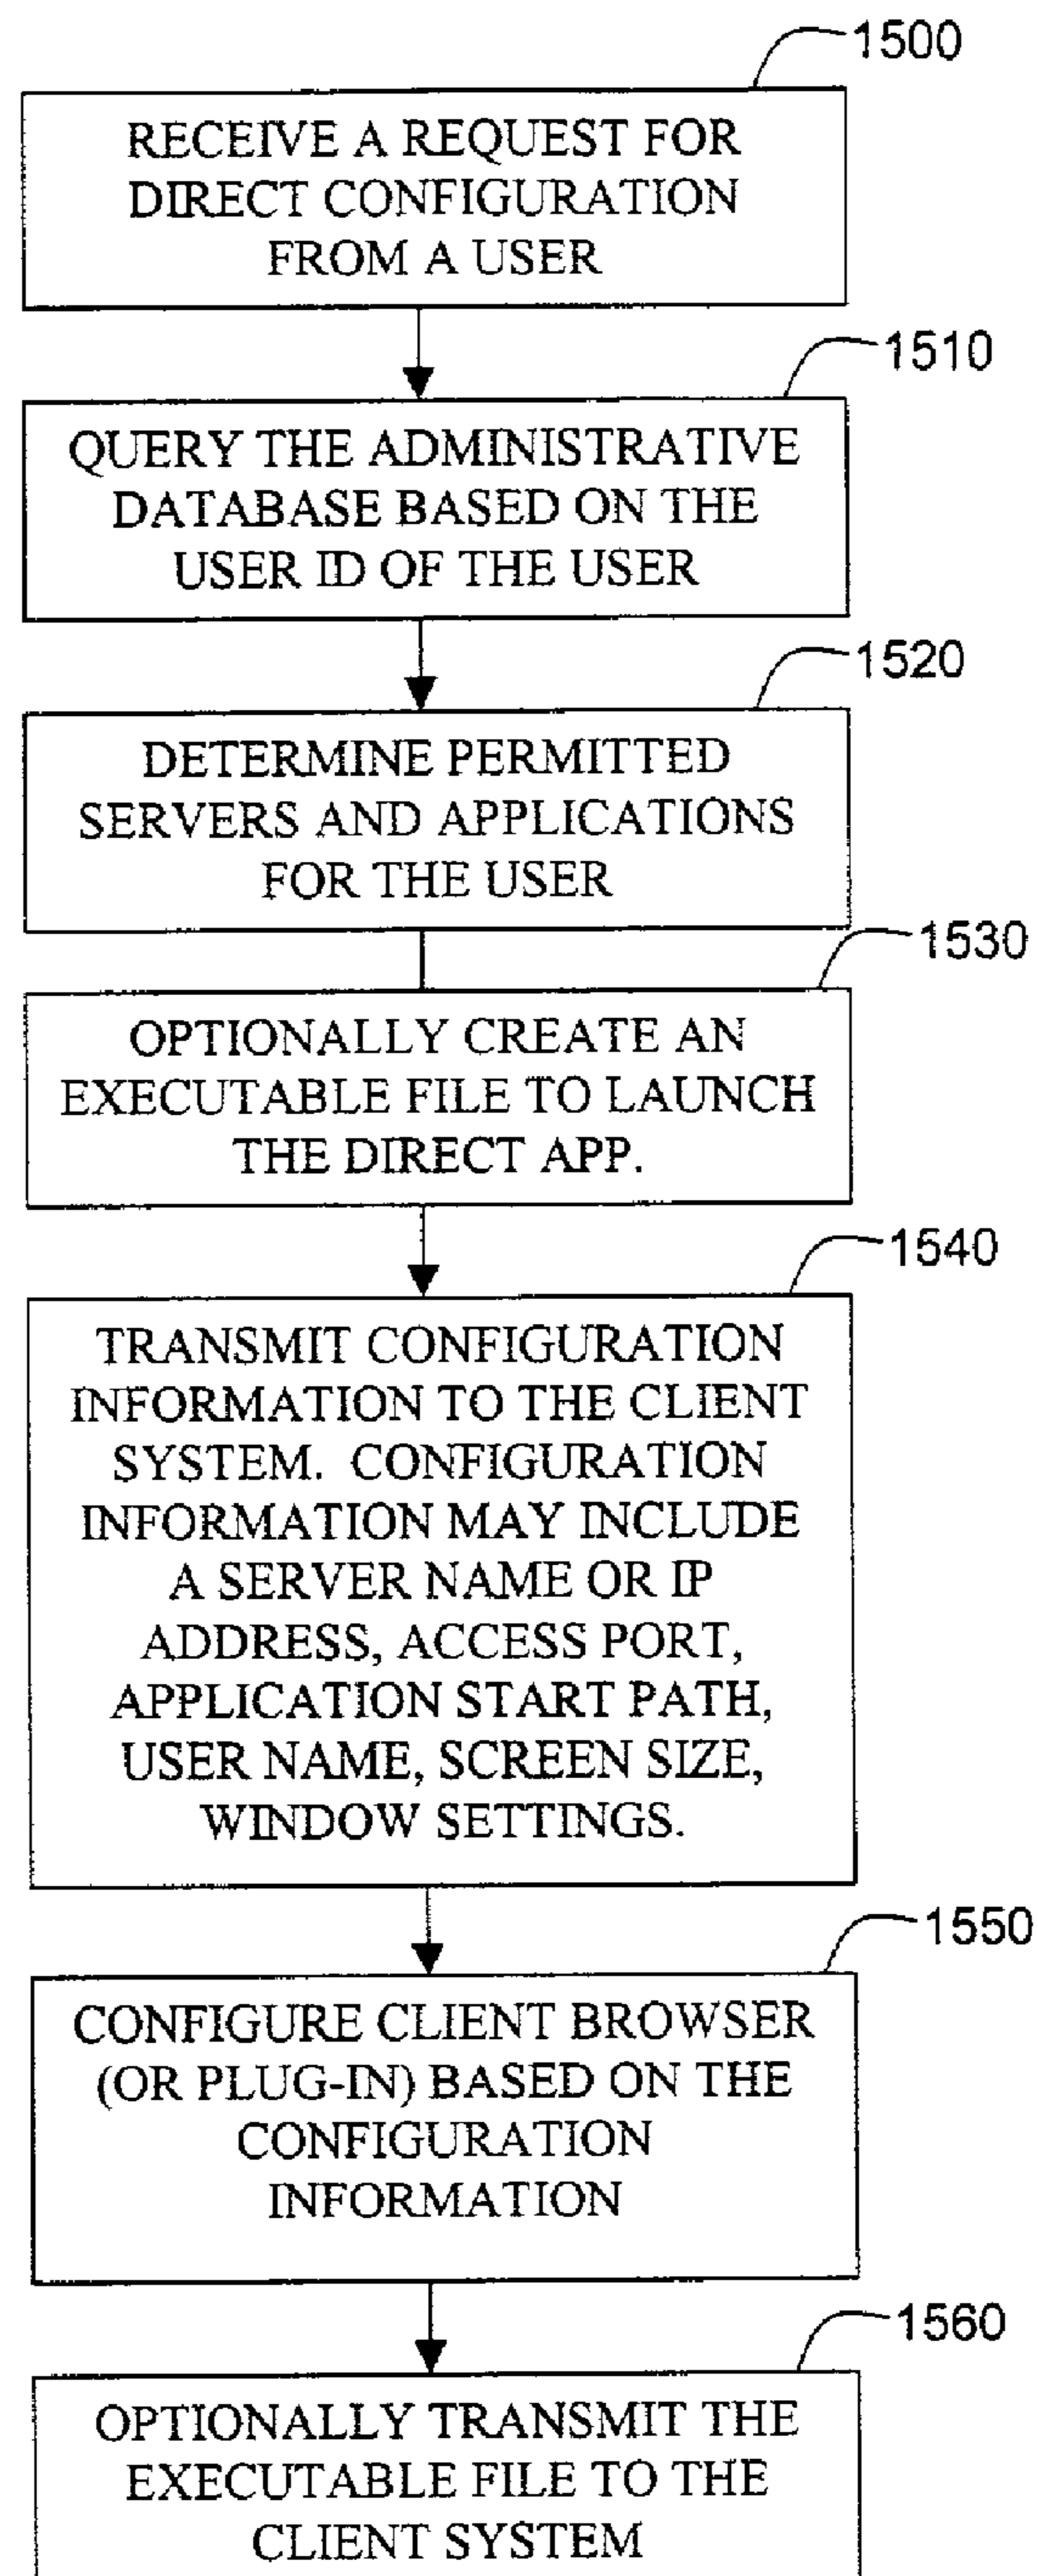 1500
RECEIVE A REQUEST FOR
DIRECT CONFIGURATION
FROM A USER
1510
QUERY THE ADMINISTRATIVE
DATABASE BASED ON THE
USER ID OF THE USER
1520
DETERMINE PERMITTED
SERVERS AND APPLICATIONS
FOR THE USER
1530
OPTIONALLY CREATE AN
EXECUTABLE FILE TO LAUNCH
THE DIRECT APP.
1540
TRANSMIT CONFIGURATION
INFORMATION TO THE CLIENT
SYSTEM. CONFIGURATION
INFORMATION MAY INCLUDE
A SERVER NAME OR IP
ADDRESS, ACCESS PORT,
APPLICATION START PATH,
USER NAME, SCREEN SIZE,
WINDOW SETTINGS.
1550
CONFIGURE CLIENT BROWSER
(OR PLUG-IN) BASED ON THE
CONFIGURATION
INFORMATION
1560
OPTIONALLY TRANSMIT THE
EXECUTABLE FILE TO THE
CLIENT SYSTEM